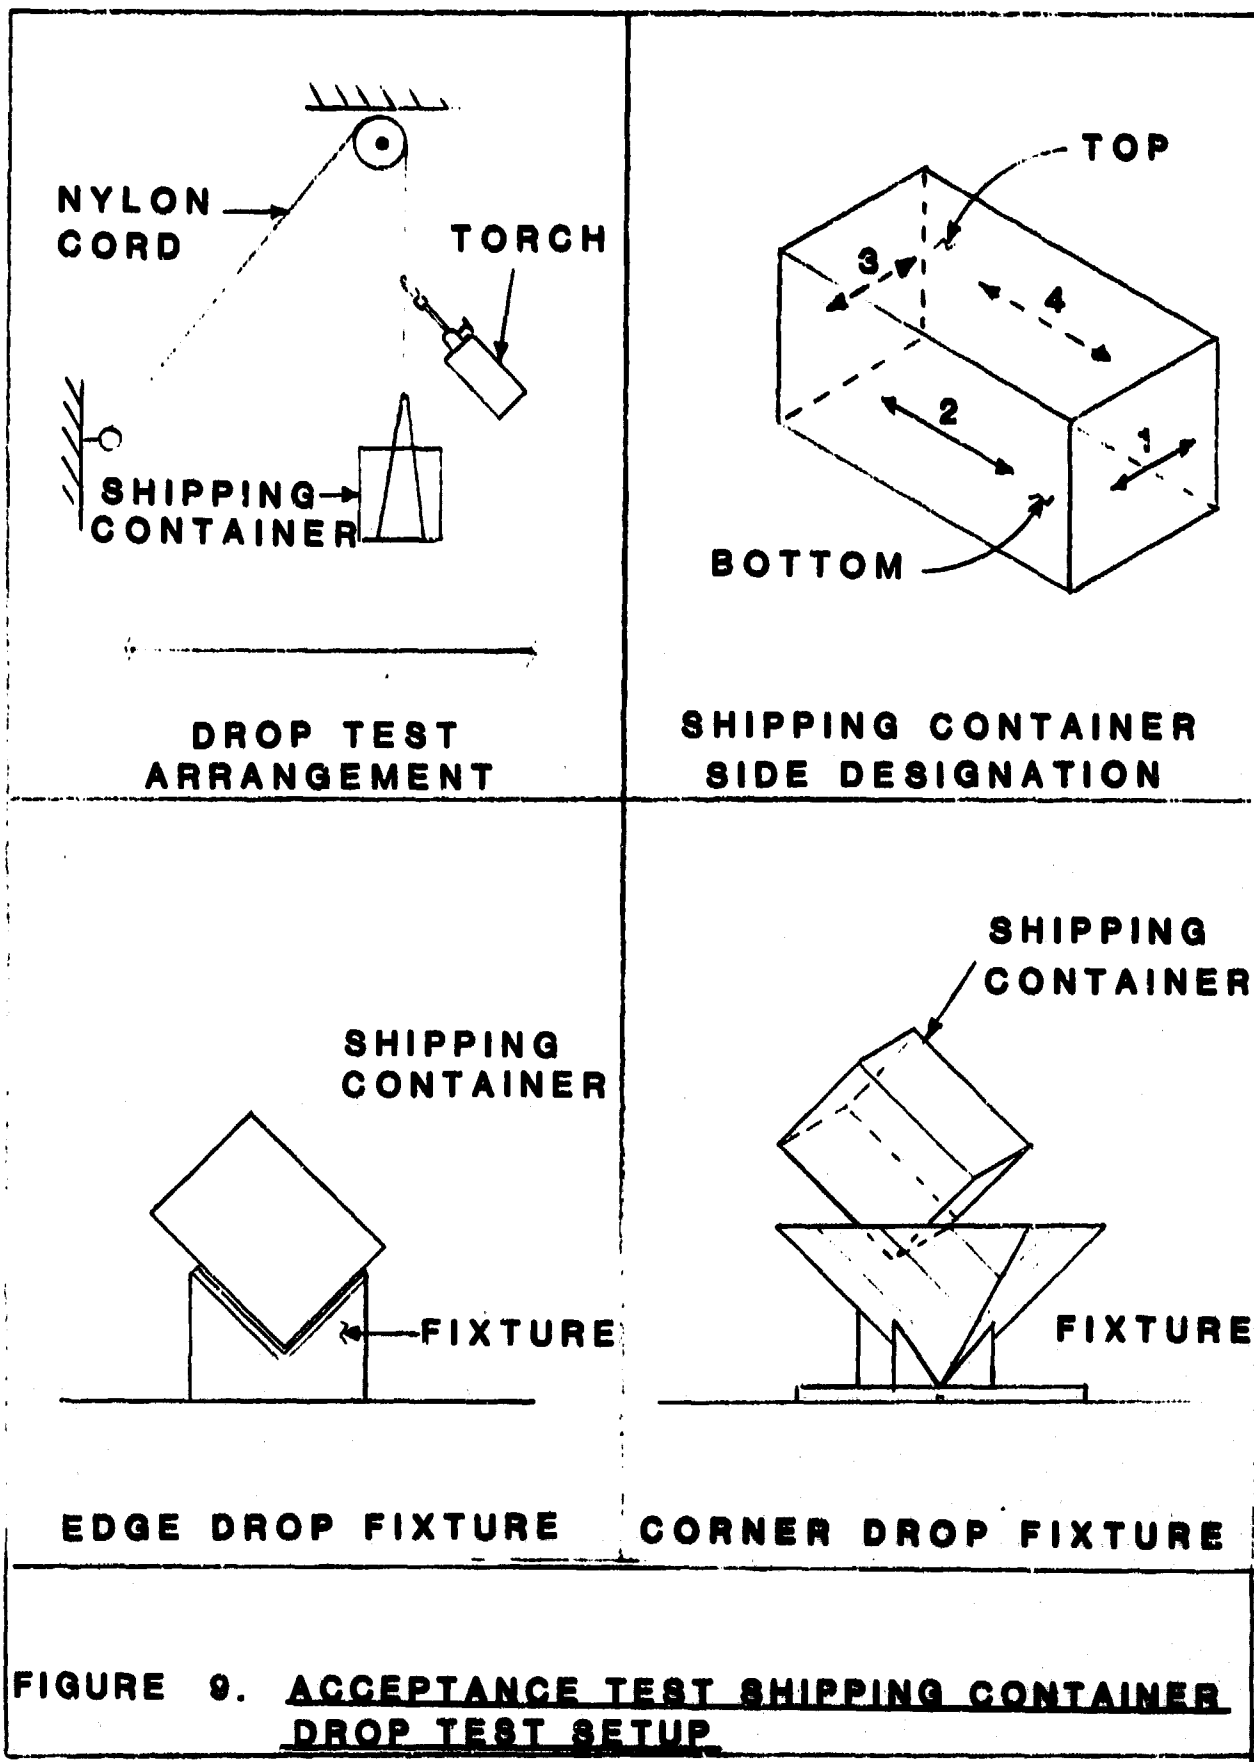 NYLON
CORD
TORCH
SHIPPING
CONTAINER
DROP TEST
ARRANGEMENT
TOP
3
4
2
1
BOTTOM
SHIPPING CONTAINER
SIDE DESIGNATION
SHIPPING
CONTAINER
FIXTURE
EDGE DROP FIXTURE
SHIPPING
CONTAINER
FIXTURE
CORNER DROP FIXTURE
FIGURE 9. ACCEPTANCE TEST SHIPPING CONTAINER
DROP TEST SETUP